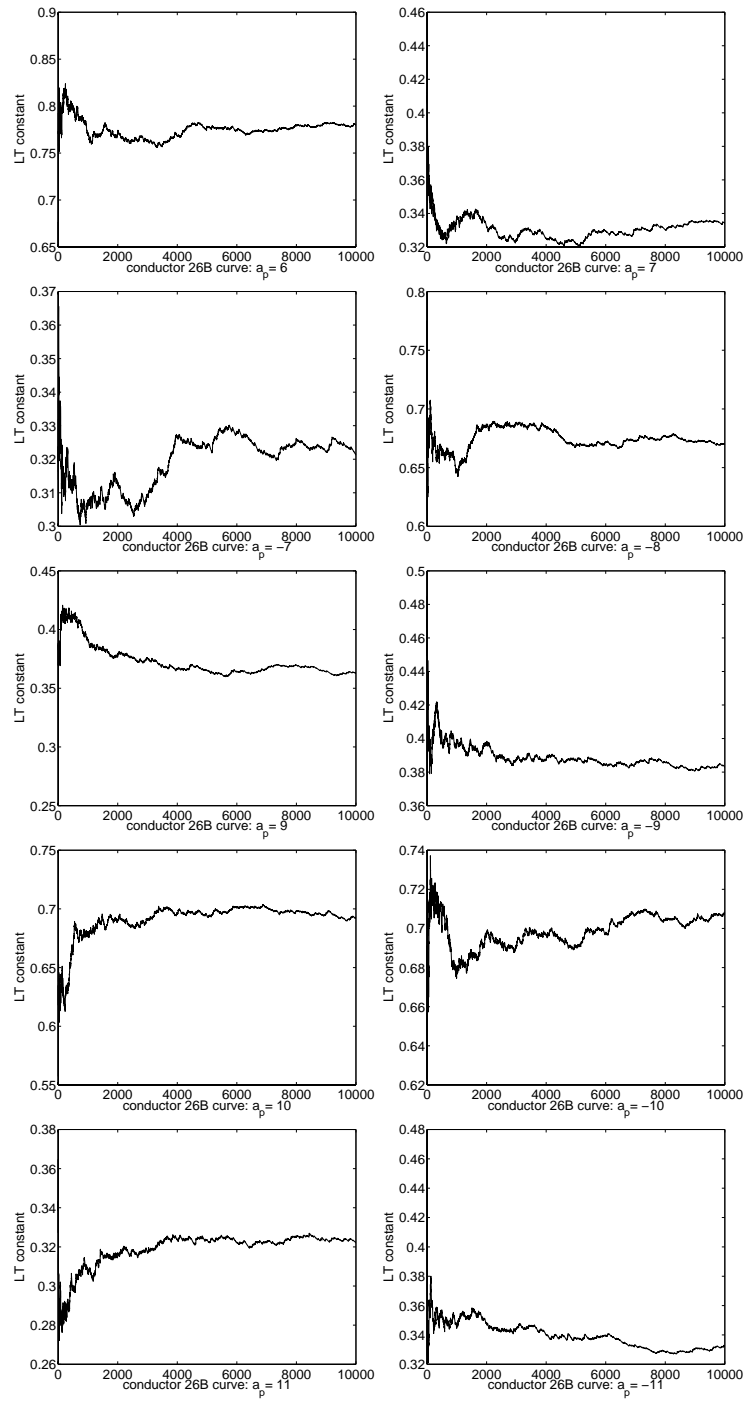 0.9
0.85
0.8
0.75
0.7
0.65
LT constant
0 2000 4000 6000 8000 10000
conductor 26B curve: a_p = 6
0.46
0.44
0.42
0.4
0.38
0.36
0.34
0.32
LT constant
0 2000 4000 6000 8000 10000
conductor 26B curve: a_p = 7
0.37
0.36
0.35
0.34
0.33
0.32
0.31
0.3
LT constant
0 2000 4000 6000 8000 10000
conductor 26B curve: a_p = −7
0.8
0.75
0.7
0.65
0.6
LT constant
0 2000 4000 6000 8000 10000
conductor 26B curve: a_p = −8
0.45
0.4
0.35
0.3
0.25
LT constant
0 2000 4000 6000 8000 10000
conductor 26B curve: a_p = 9
0.5
0.48
0.46
0.44
0.42
0.4
0.38
0.36
LT constant
0 2000 4000 6000 8000 10000
conductor 26B curve: a_p = −9
0.75
0.7
0.65
0.6
0.55
LT constant
0 2000 4000 6000 8000 10000
conductor 26B curve: a_p = 10
0.74
0.72
0.7
0.68
0.66
0.64
0.62
LT constant
0 2000 4000 6000 8000 10000
conductor 26B curve: a_p = −10
0.38
0.36
0.34
0.32
0.3
0.28
0.26
LT constant
0 2000 4000 6000 8000 10000
conductor 26B curve: a_p = 11
0.48
0.46
0.44
0.42
0.4
0.38
0.36
0.34
0.32
LT constant
0 2000 4000 6000 8000 10000
conductor 26B curve: a_p = −11